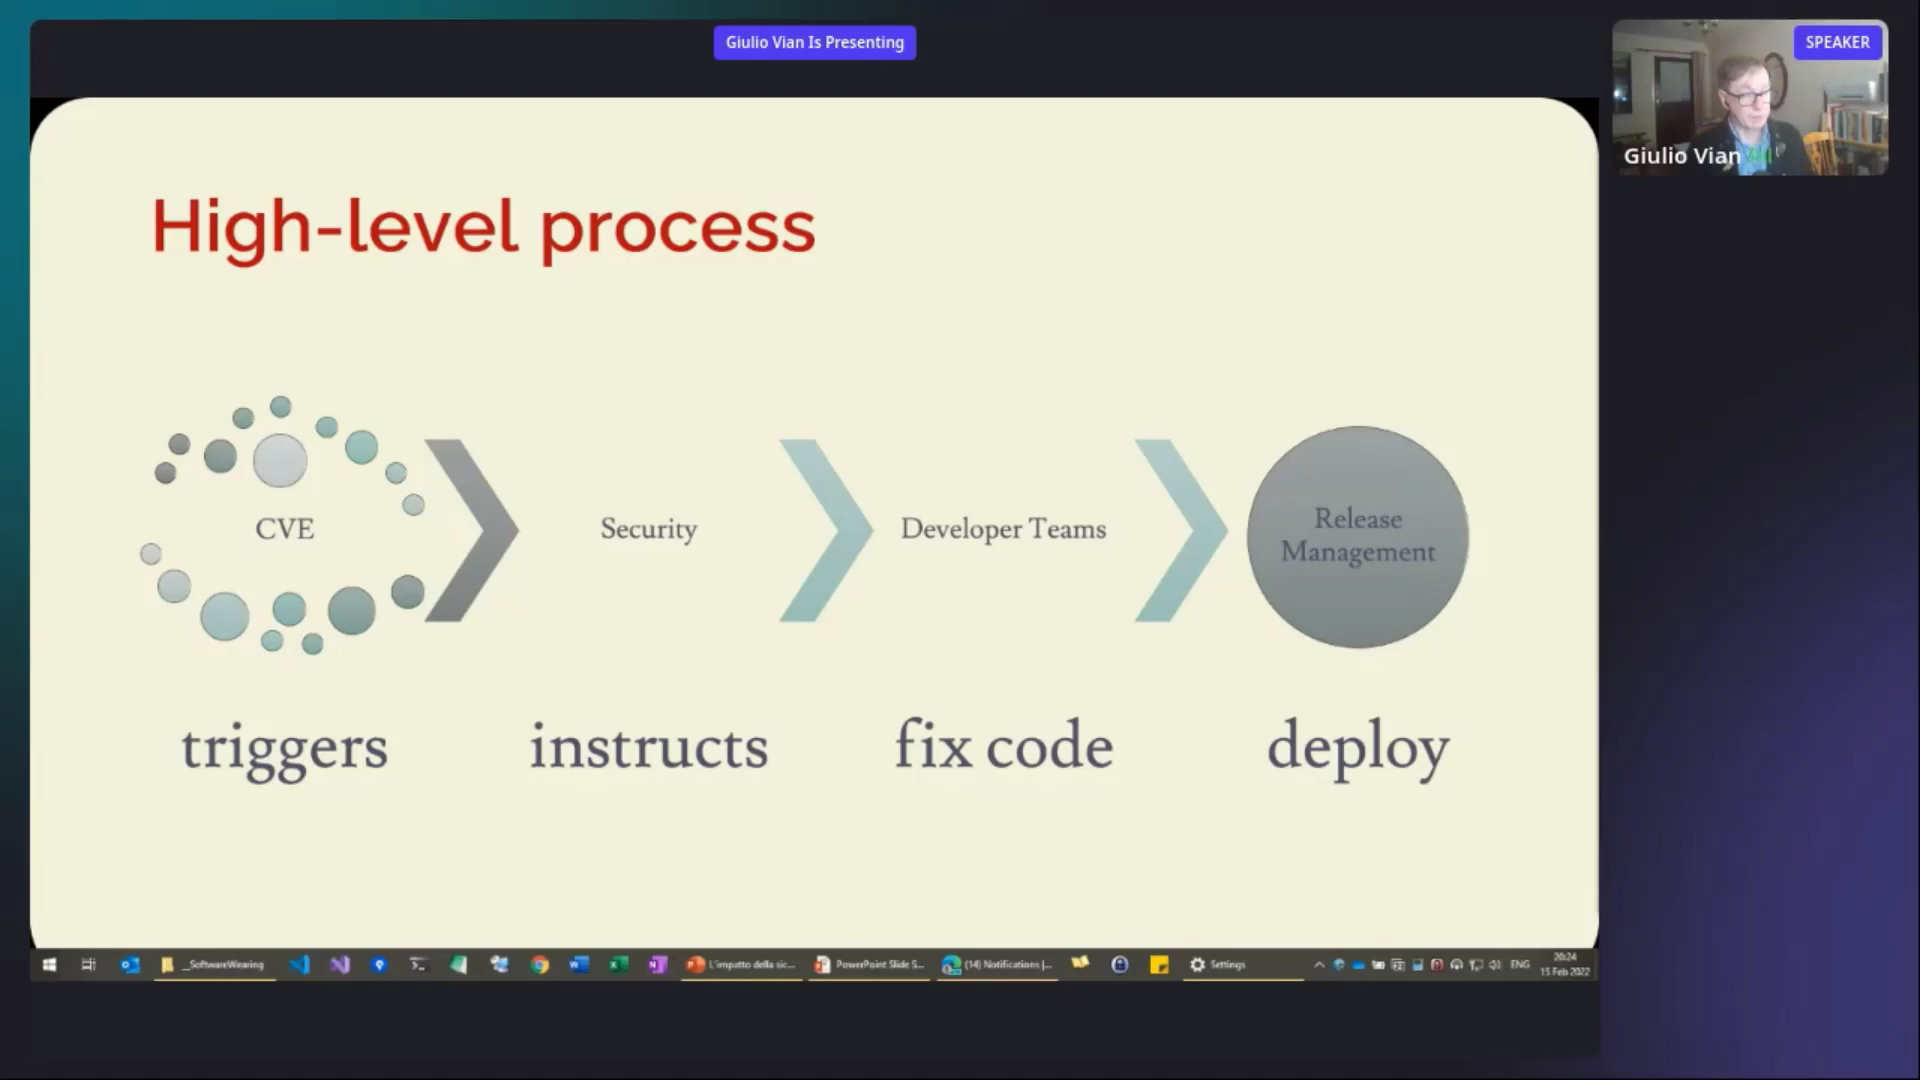 Giulio Vian Is Presenting
SPEAKER
Giulio Vian
High-level process
CVE
Security
Developer Teams
Release
Management
triggers
instructs
fix code
deploy
_SoftwareWearing
L'impatto della sic...
PowerPoint Slide S...
(14) Notifications |...
Settings
ENG
20:24
15 Feb 2022